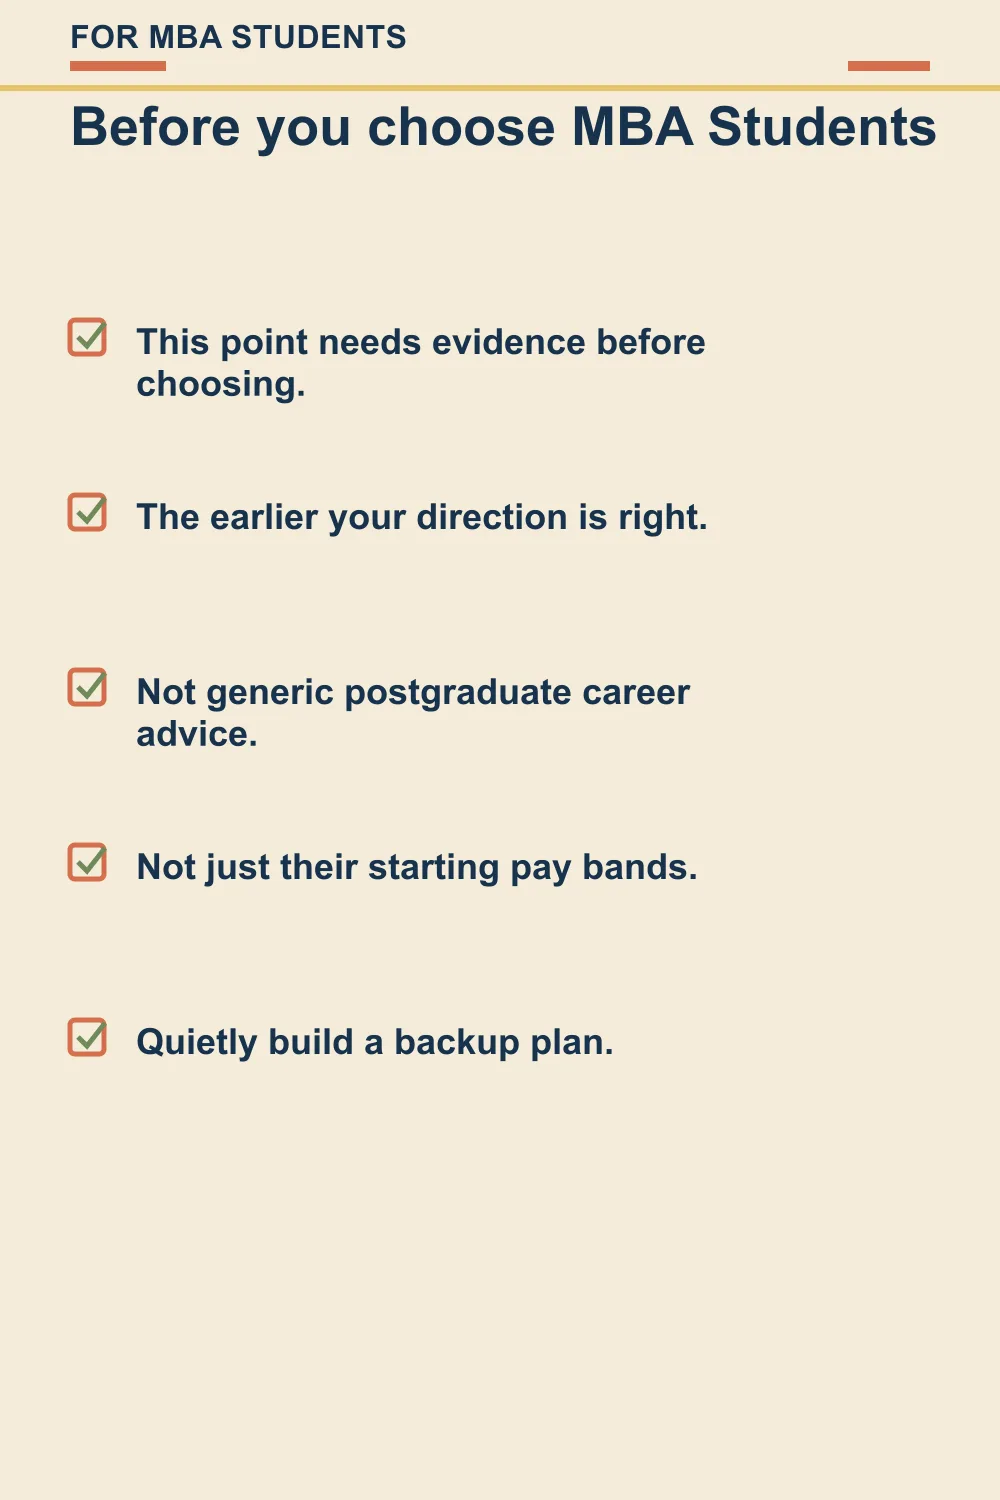 FOR MBA STUDENTS
Before you choose MBA Students
This point needs evidence before
choosing.
The earlier your direction is right.
Not generic postgraduate career
advice.
Not just their starting pay bands.
Quietly build a backup plan.